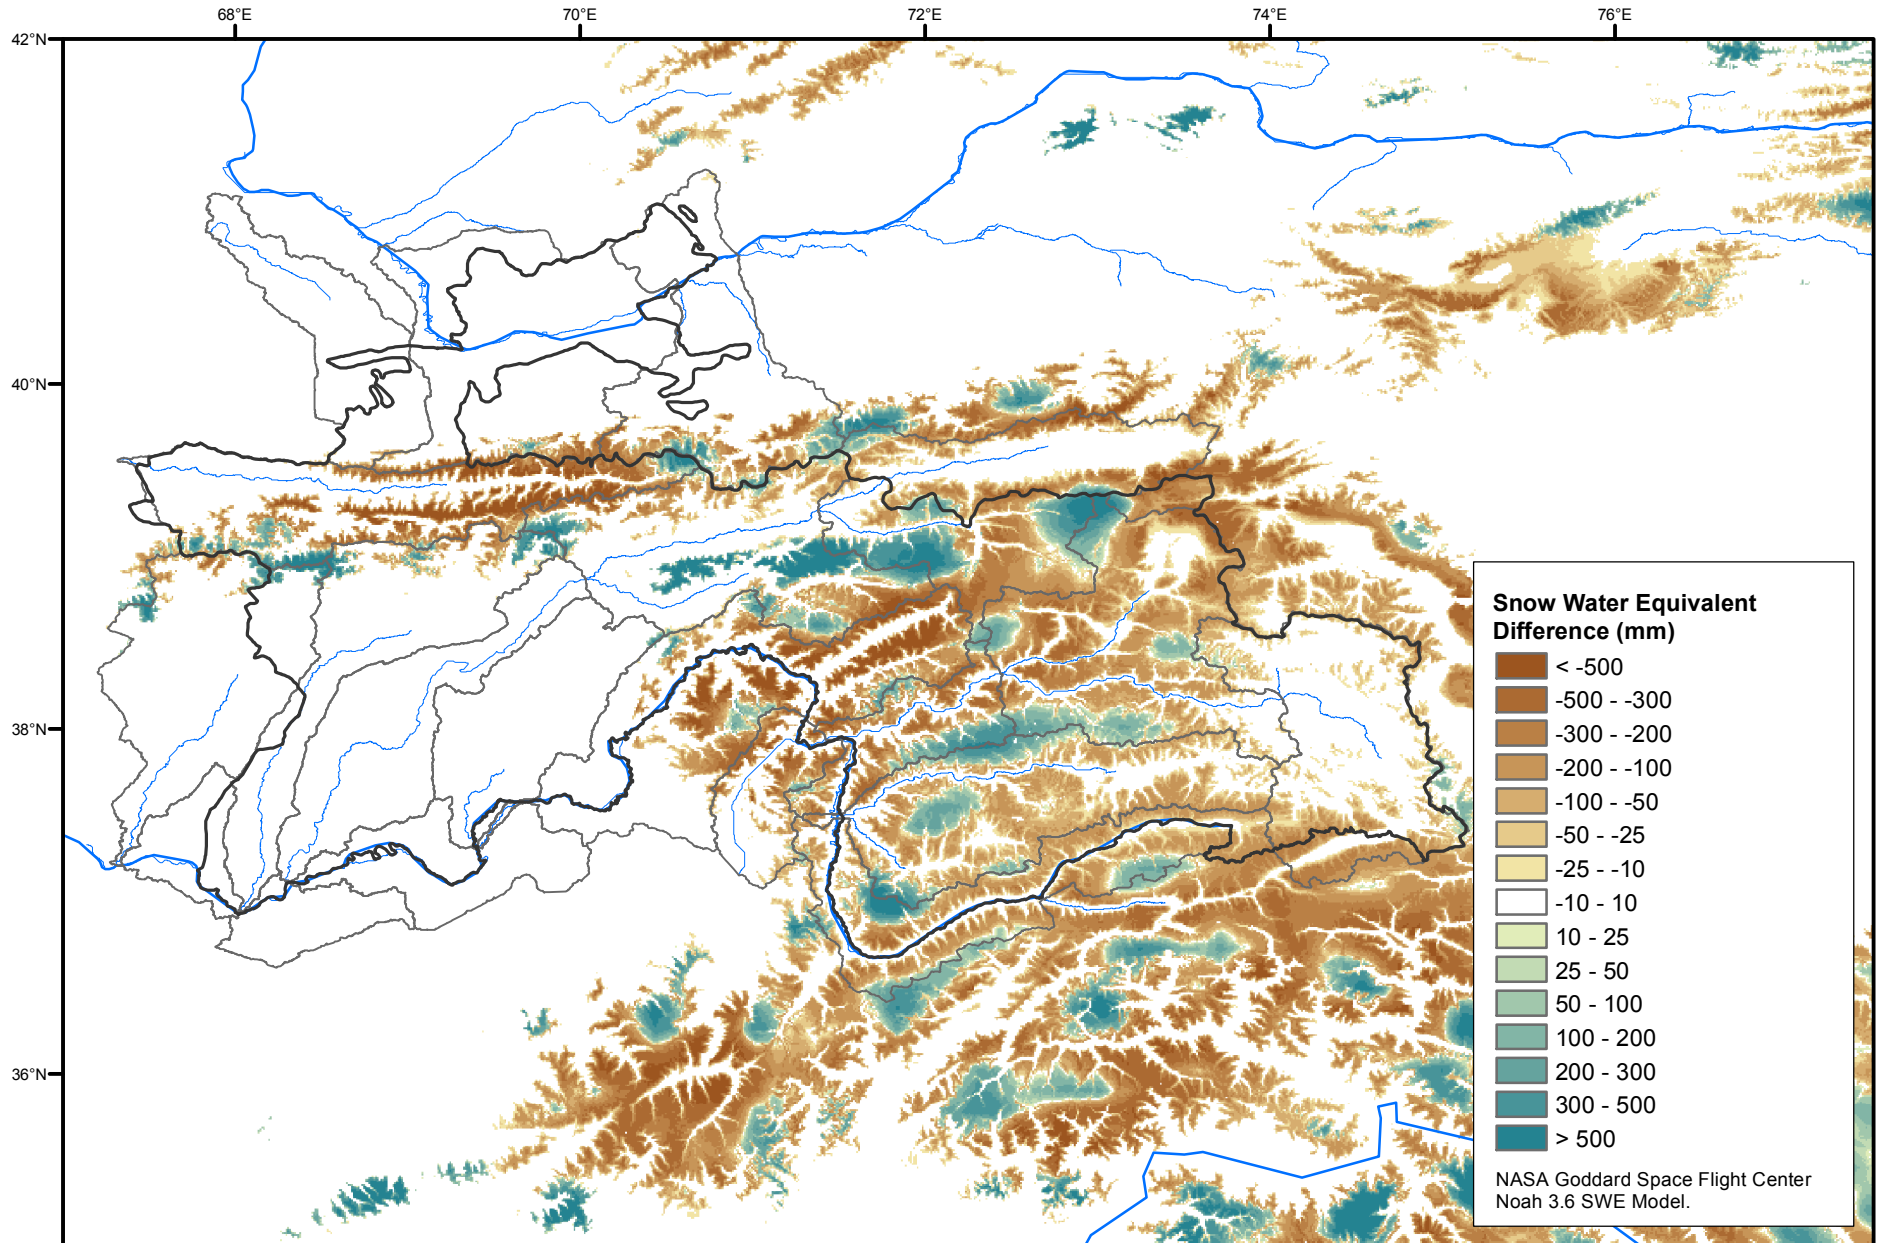 68°E
70°E
72°E
74°E
76°E
42°N
40°N
38°N
36°N
Snow Water Equivalent
Difference (mm)
< -500
-500 - -300
-300 - -200
-200 - -100
-100 - -50
-50 - -25
-25 - -10
-10 - 10
10 - 25
25 - 50
50 - 100
100 - 200
200 - 300
300 - 500
> 500
NASA Goddard Space Flight Center
Noah 3.6 SWE Model.